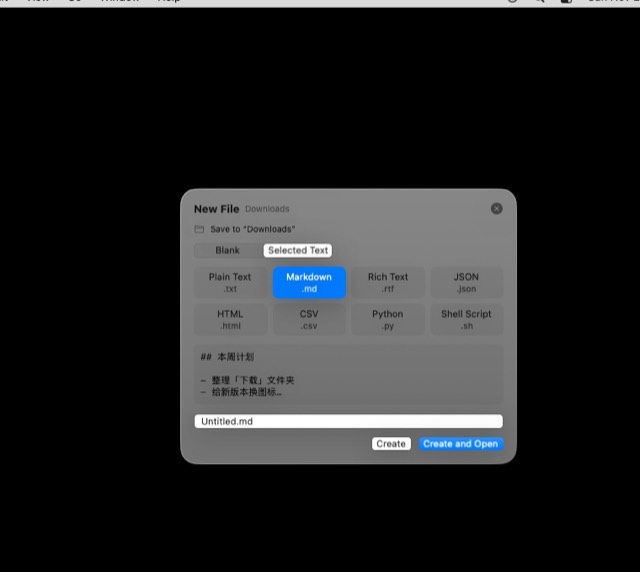 Window Help
New File Downloads
Save to "Downloads"
Blank Selected Text
Plain Text Markdown Rich Text JSON
.txt .md .rtf .json
HTML CSV Python Shell Script
.html .csv .py .sh
## 本周计划
- 整理「下载」文件夹
- 给新版本换图标…
Untitled.md
Create Create and Open